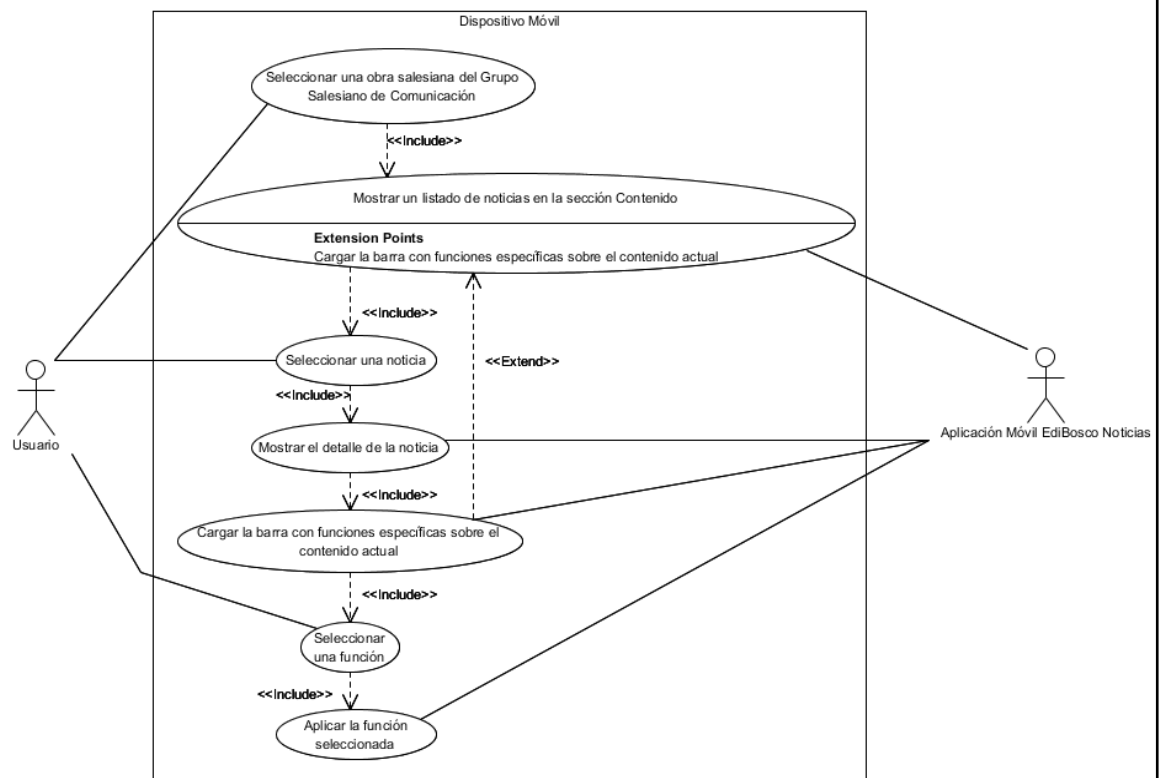 Dispositivo Móvil
Seleccionar una obra salesiana del Grupo
Salesiano de Comunicación
<<Include>>
Mostrar un listado de noticias en la sección Contenido
Extension Points
Cargar la barra con funciones específicas sobre el contenido actual
<<Include>>
Seleccionar una noticia
<<Extend>>
<<Include>>
Usuario
Aplicación Móvil EdiBosco Noticias
Mostrar el detalle de la noticia
<<Include>>
Cargar la barra con funciones específicas sobre el
contenido actual
<<Include>>
Seleccionar
una función
<<Include>>
Aplicar la función
seleccionada